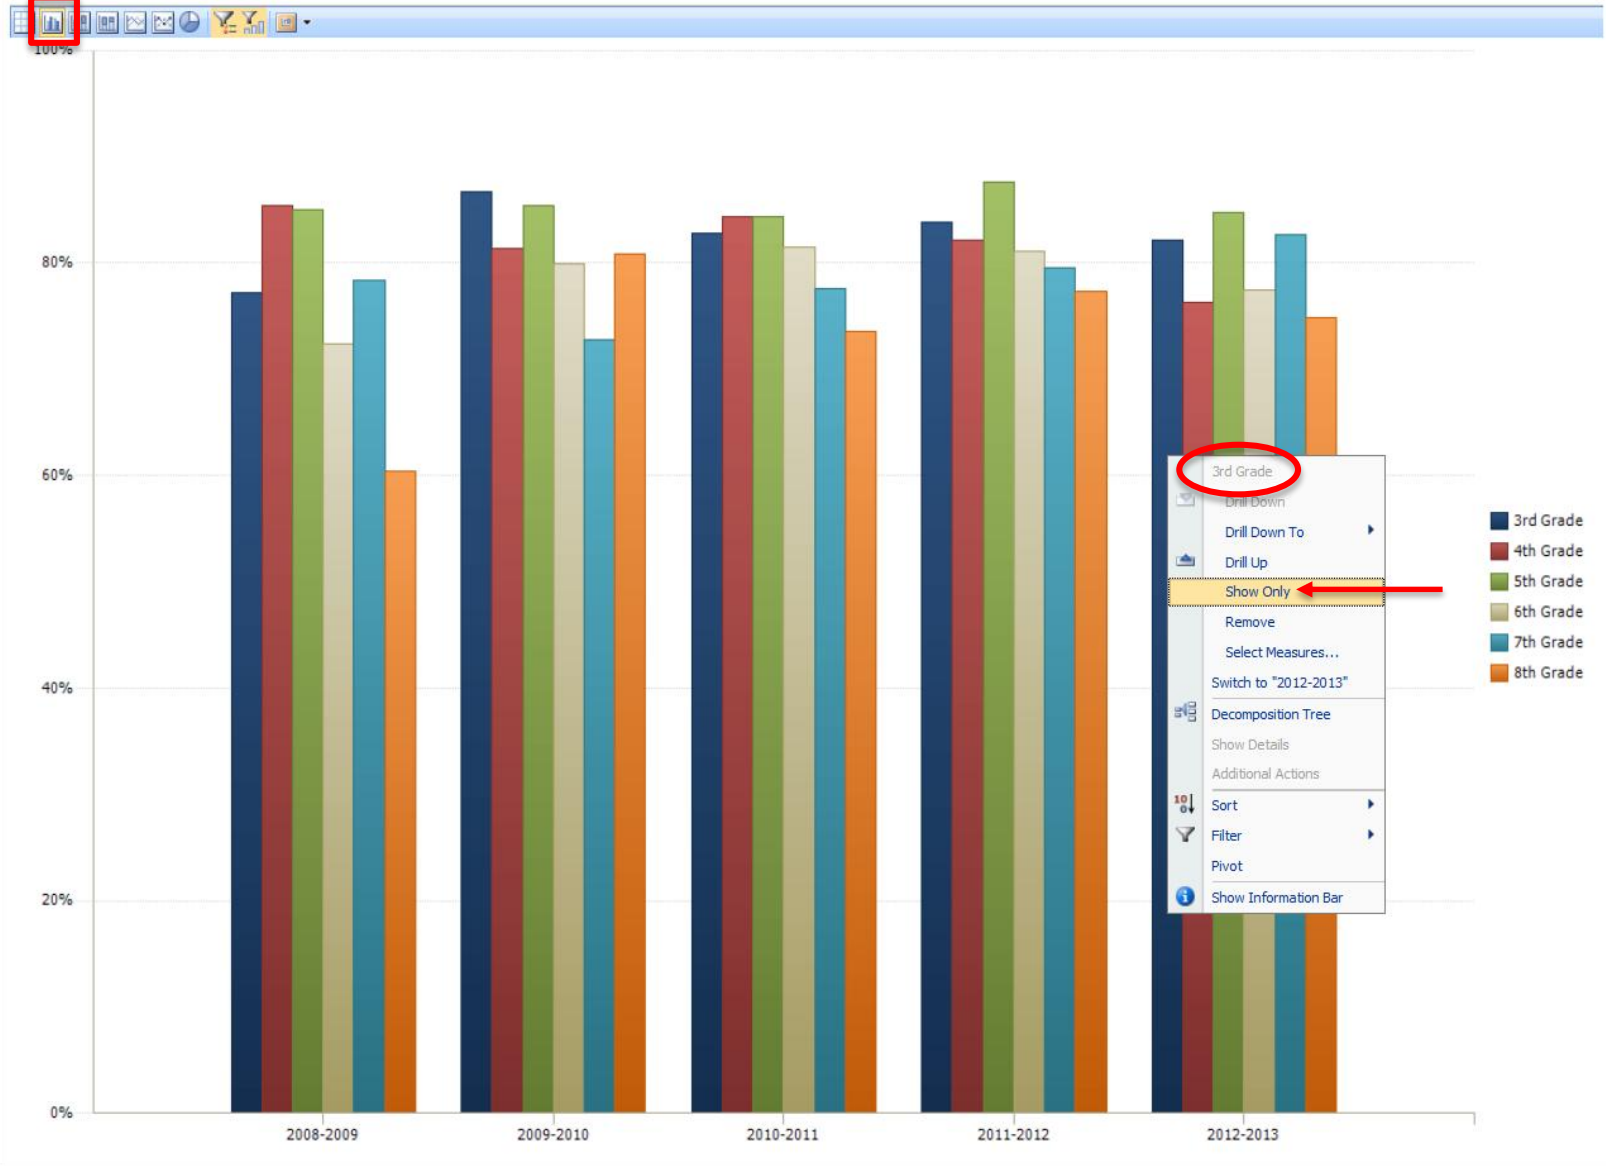 100%
80%
60%
40%
20%
0%
2008-2009
2009-2010
2010-2011
2011-2012
2012-2013
3rd Grade
Drill Down
Drill Down To
Drill Up
Show Only
Remove
Select Measures...
Switch to "2012-2013"
Decomposition Tree
Show Details
Additional Actions
Sort
Filter
Pivot
Show Information Bar
3rd Grade
4th Grade
5th Grade
6th Grade
7th Grade
8th Grade